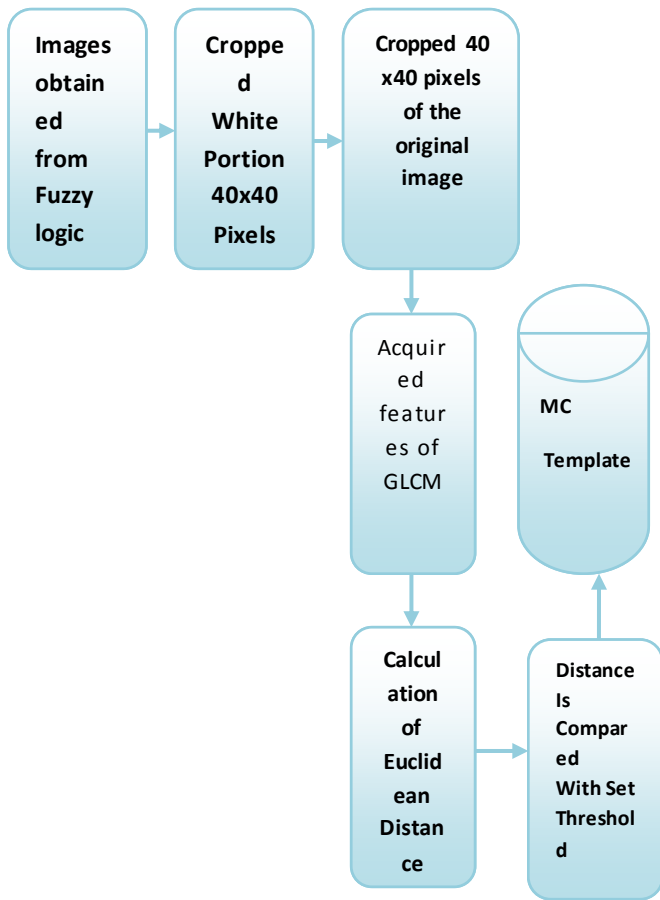 Images
obtain
ed
from
Fuzzy
logic
Croppe
d
White
Portion
40x40
Pixels
Cropped 40
x40 pixels
of the
original
image
Acquir
ed
featur
es of
GLCM
MC
Template
Calcul
ation
of
Euclid
ean
Distan
ce
Distance
Is
Compar
ed
With Set
Threshol
d